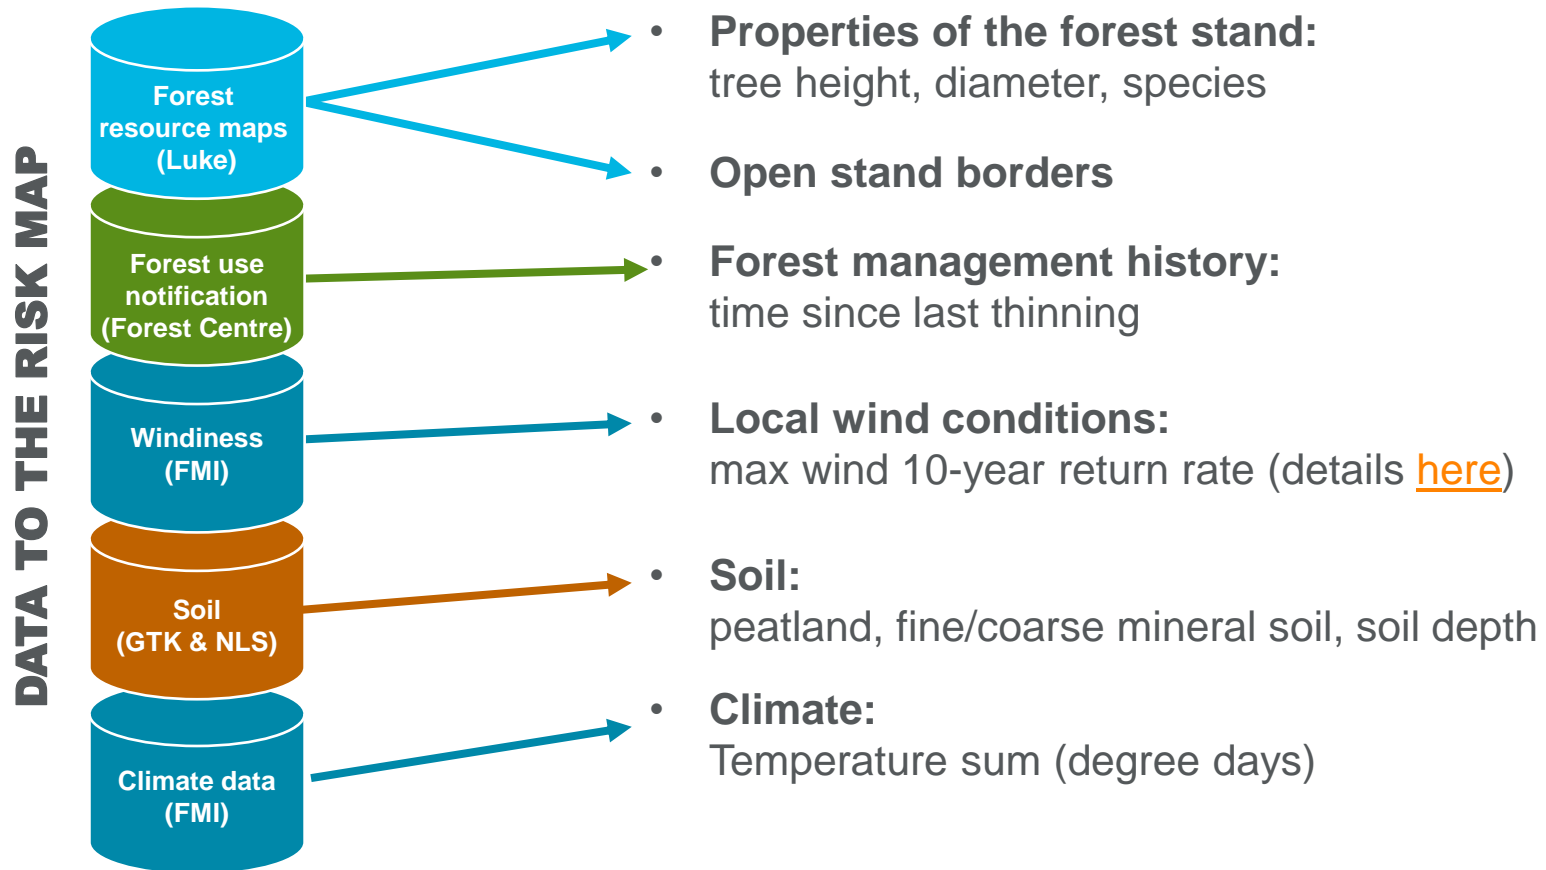 DATA TO THE RISK MAP
Forest
resource maps
(Luke)
• Properties of the forest stand:
tree height, diameter, species
• Open stand borders
Forest use
notification
(Forest Centre)
• Forest management history:
time since last thinning
Windiness
(FMI)
• Local wind conditions:
max wind 10-year return rate (details here)
Soil
(GTK & NLS)
• Soil:
peatland, fine/coarse mineral soil, soil depth
Climate data
(FMI)
• Climate:
Temperature sum (degree days)